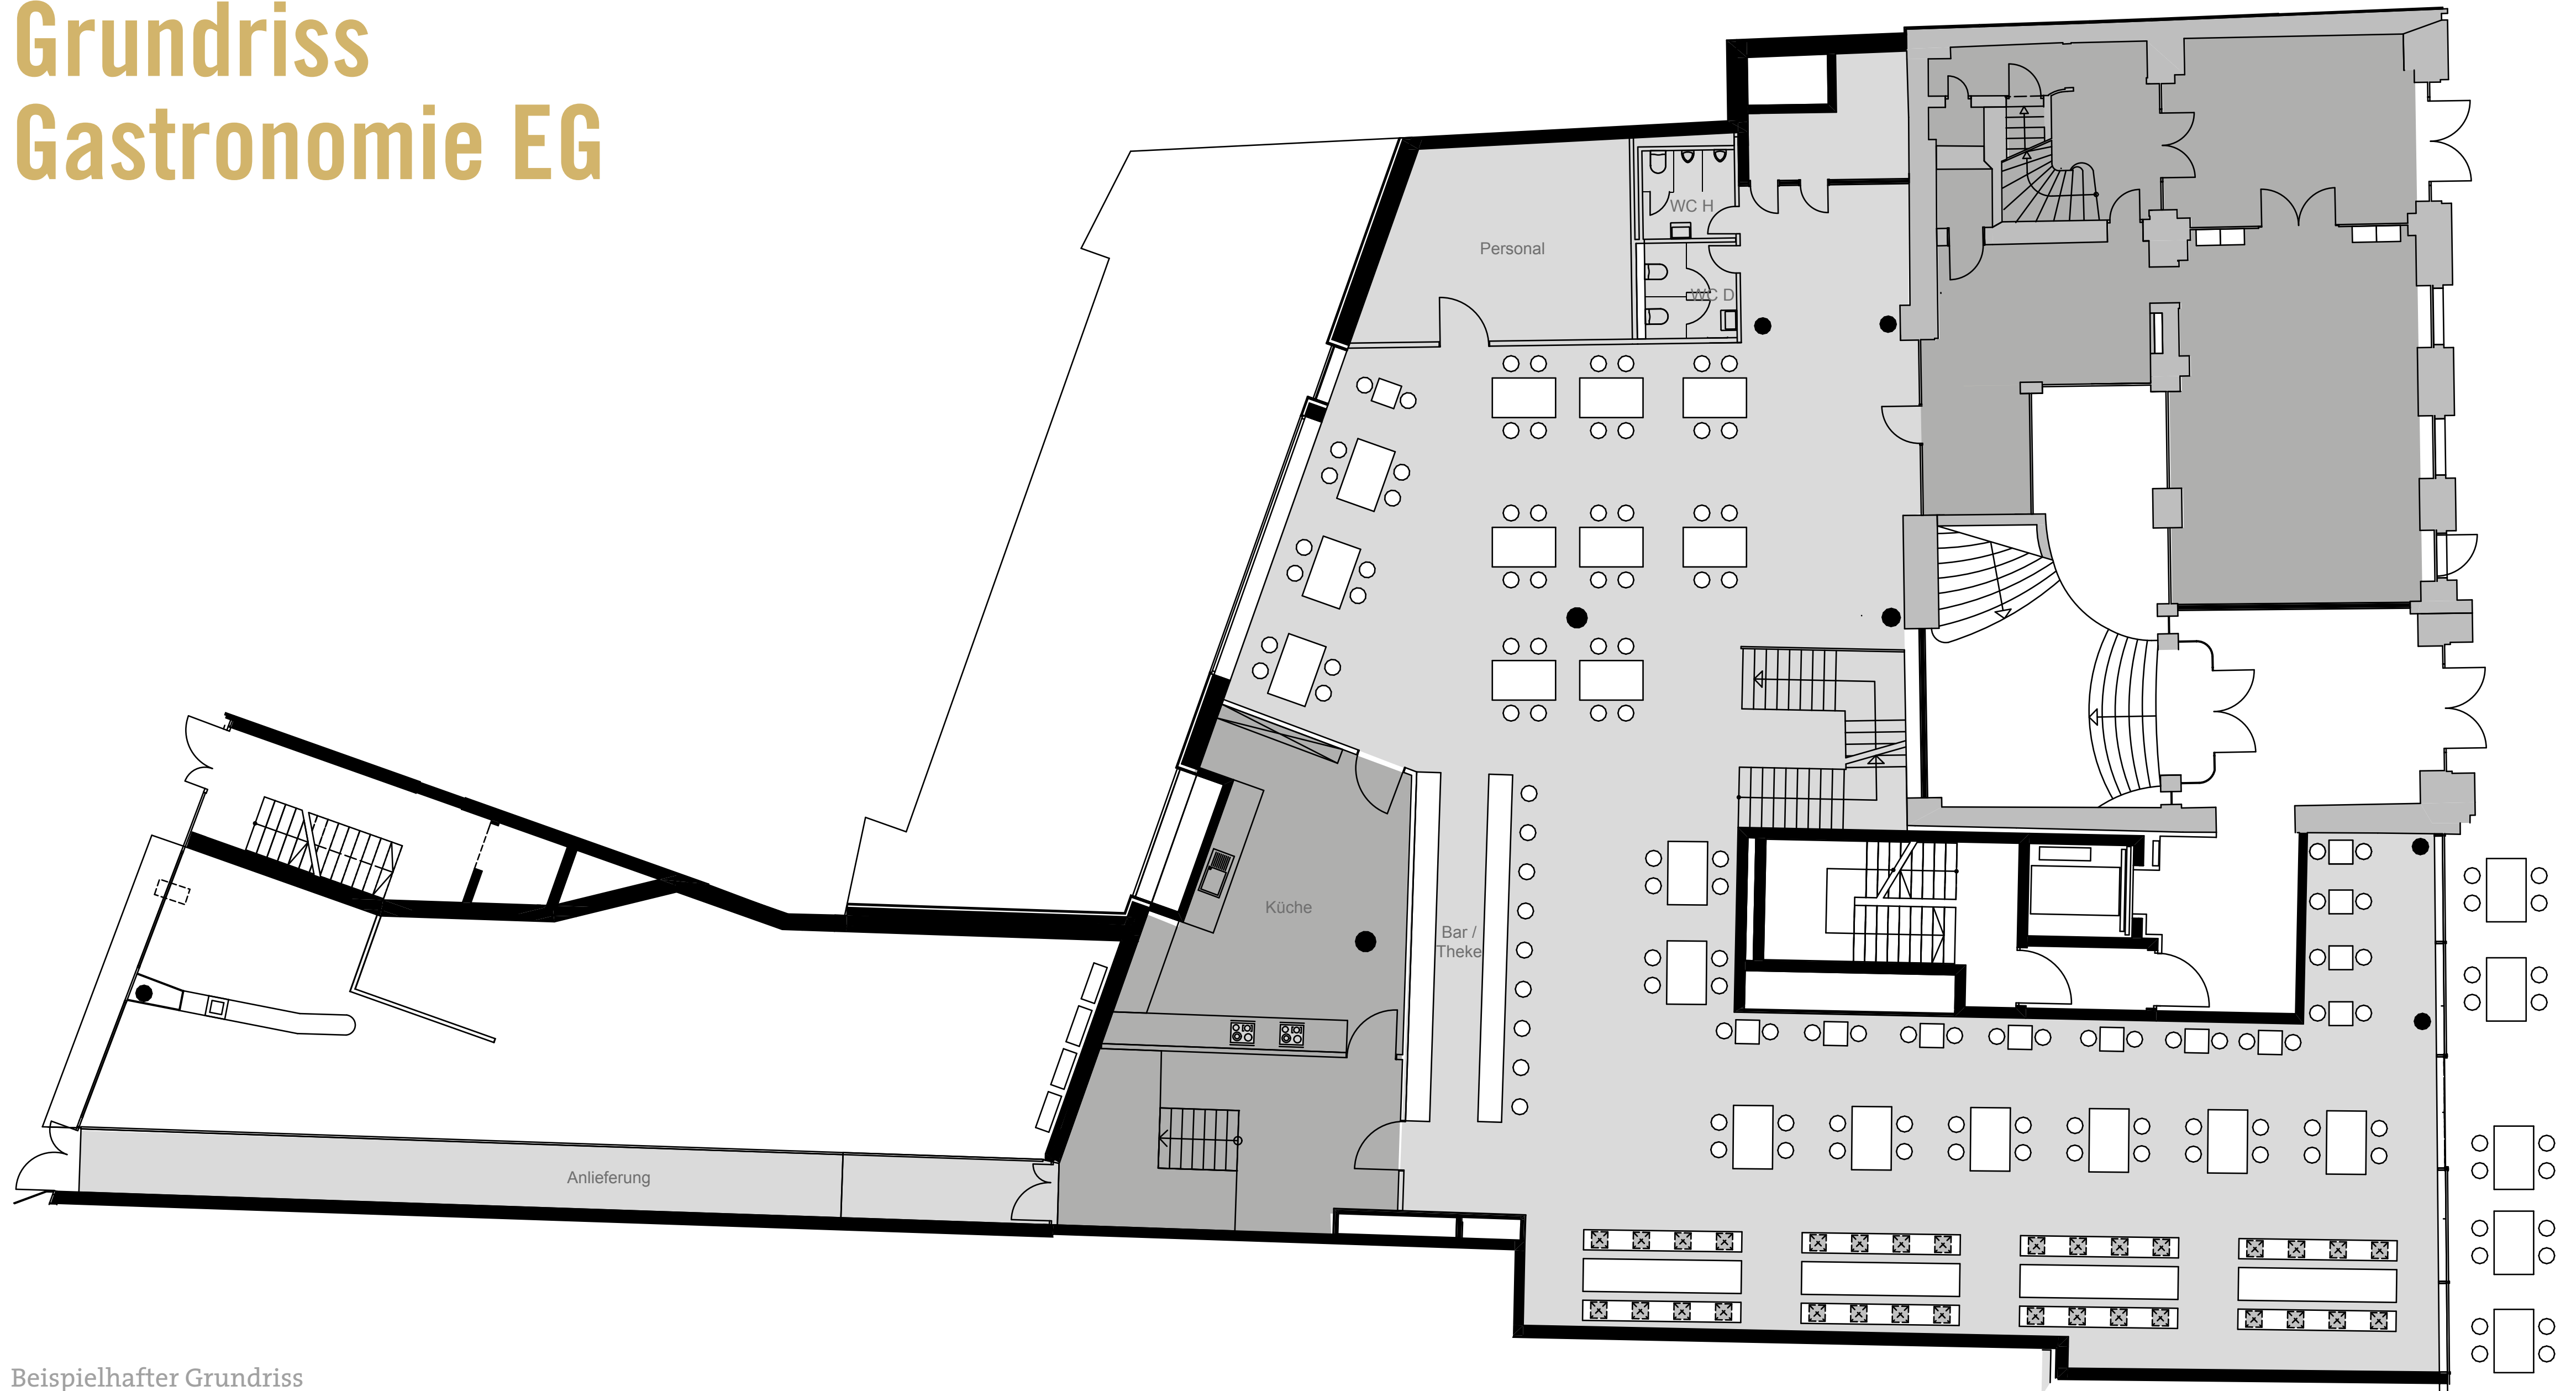 Grundriss
Gastronomie EG
WC H
Personal
WC D
Küche
Bar /
Theke
Anlieferung
Beispielhafter Grundriss